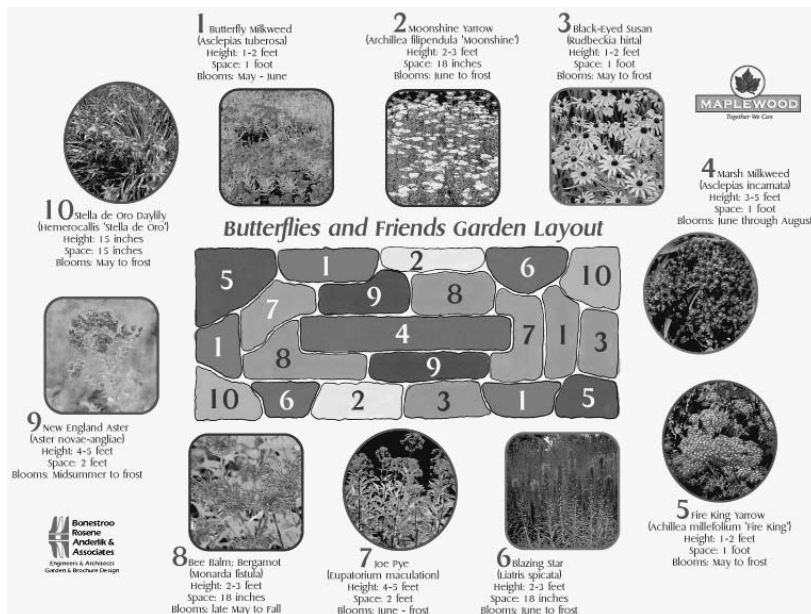 1 Butterfly Milkweed
(Asclepias tuberosa)
Height: 1-2 feet
Space: 1 foot
Blooms: May - June
2 Moonshine Yarrow
(Archillea filipendula 'Moonshine')
Height: 2-3 feet
Space: 18 inches
Blooms: June to frost
3 Black-Eyed Susan
(Rudbeckia hirta)
Height: 1-2 feet
Space: 1 foot
Blooms: May to frost
MAPLEWOOD
Together We Can
4 Marsh Milkweed
(Asclepias incarnata)
Height: 3-5 feet
Space: 1 foot
Blooms: June through August
10 Stella de Oro Daylily
(Hemerocallis 'Stella de Oro')
Height: 15 inches
Space: 15 inches
Blooms: May to frost
Butterflies and Friends Garden Layout
5 1 2 6 10
7 9 8
1 4 7 1 3
8 9
10 6 2 3 1 5
9 New England Aster
(Aster novae-angliae)
Height: 4-5 feet
Space: 2 feet
Blooms: Midsummer to frost
5 Fire King Yarrow
(Achillea millefolium 'Fire King')
Height: 1-2 feet
Space: 1 foot
Blooms: May to frost
Bonestroo
Rosene
Anderlik &
Associates
Engineers & Architects
Garden & Brochure Design
8 Bee Balm; Bergamot
(Monarda fistula)
Height: 2-3 feet
Space: 18 inches
Blooms: late May to Fall
7 Joe Pye
(Eupatorium maculation)
Height: 4-5 feet
Space: 2 feet
Blooms: June - frost
6 Blazing Star
(Liatris spicata)
Height: 2-3 feet
Space: 18 inches
Blooms: June to frost